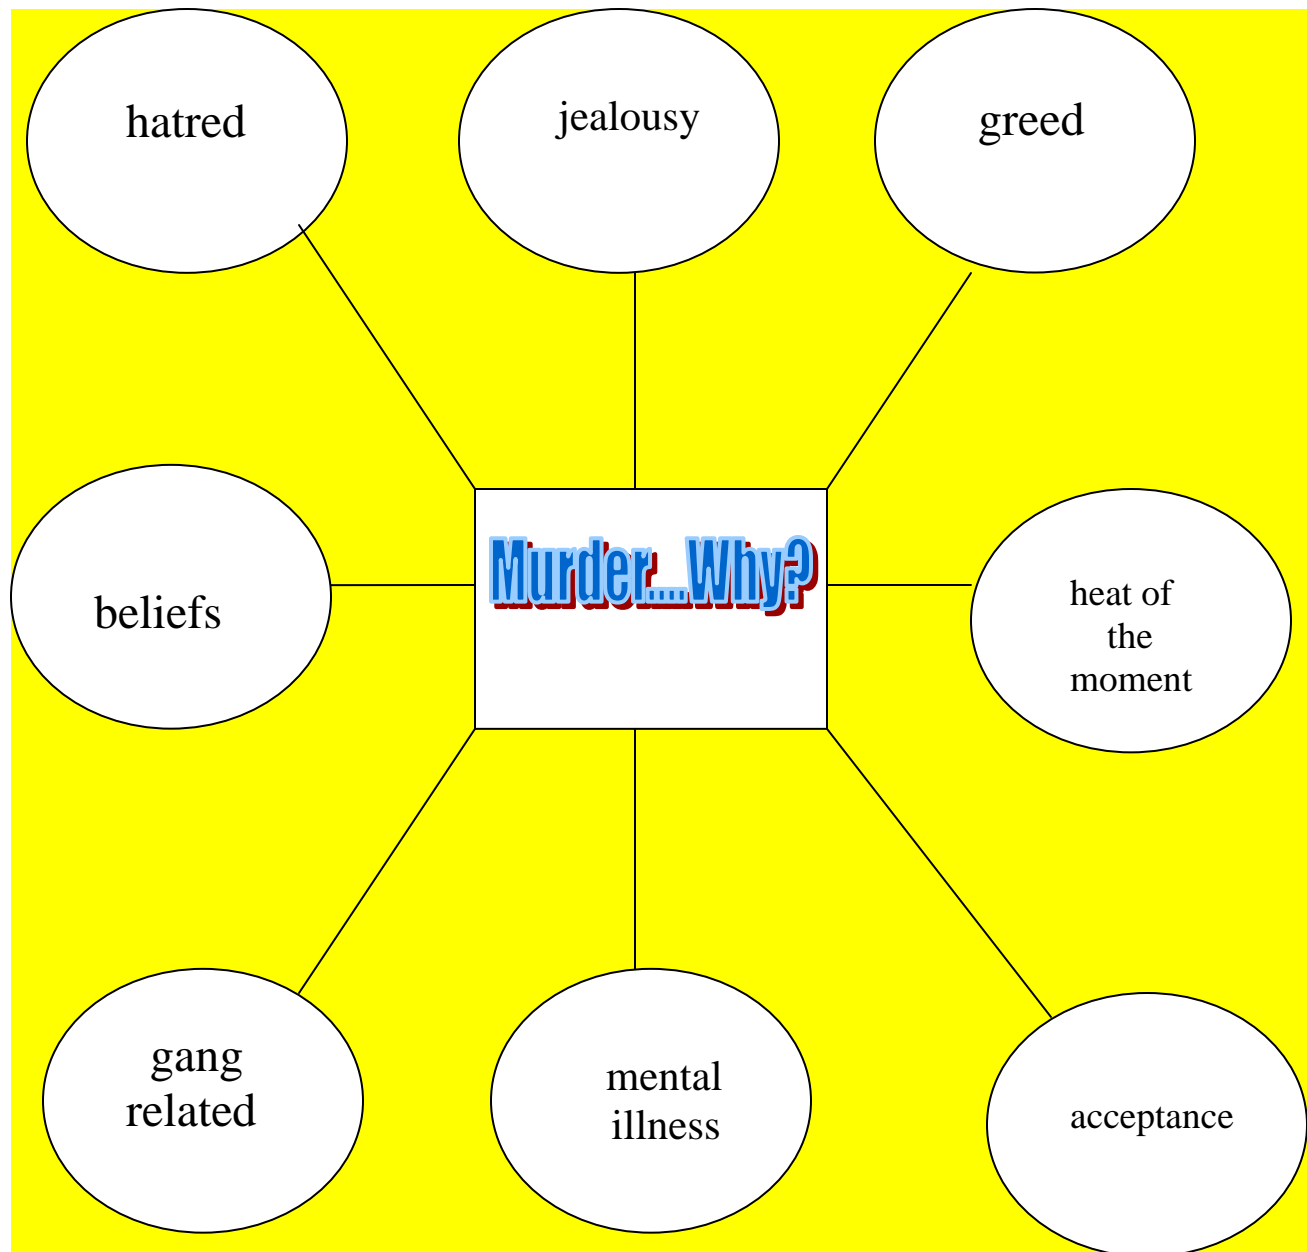 hatred
jealousy
greed
Murder....Why?
beliefs
heat of
the
moment
gang
related
mental
illness
acceptance